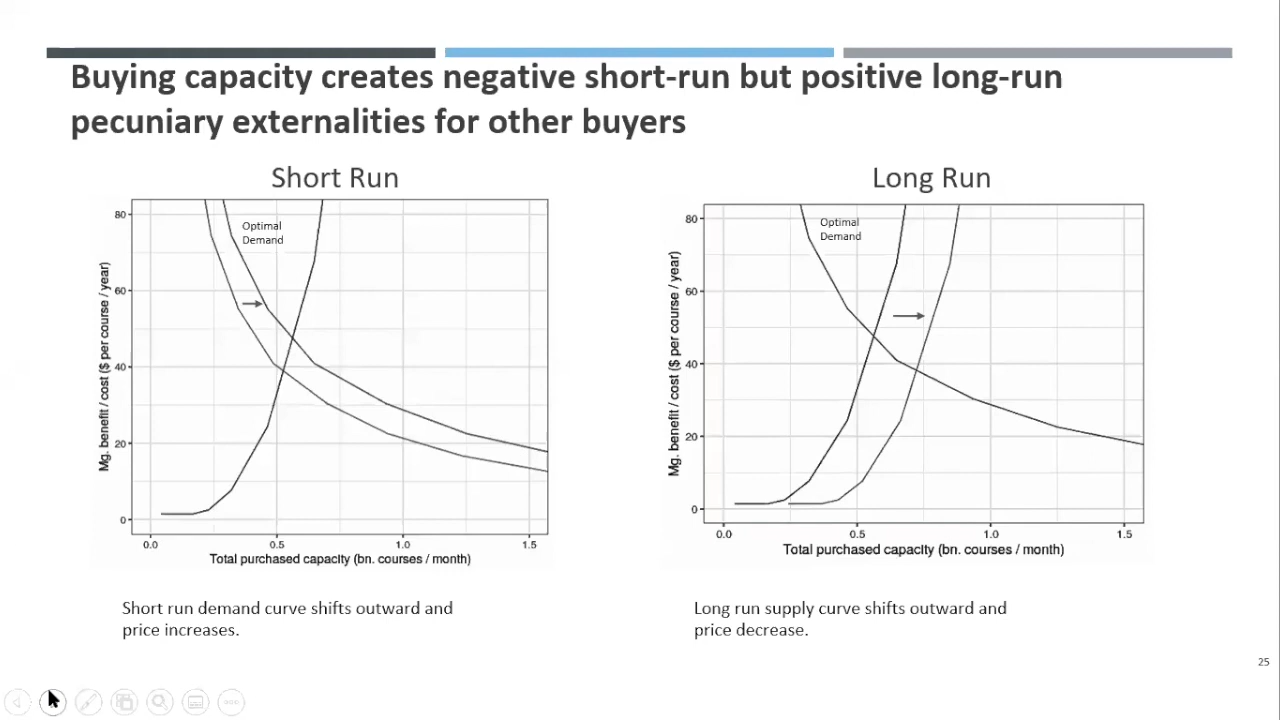 Buying capacity creates negative short-run but positive long-run
pecuniary externalities for other buyers
Short Run
80
60
40
20
0
Mg. benefit / cost ($ per course / year)
Optimal
Demand
0.0
0.5
1.0
1.5
Total purchased capacity (bn. courses / month)
Short run demand curve shifts outward and
price increases.
Long Run
80
60
40
20
0
Mg. benefit / cost ($ per course / year)
Optimal
Demand
0.0
0.5
1.0
1.5
Total purchased capacity (bn. courses / month)
Long run supply curve shifts outward and
price decrease.
25